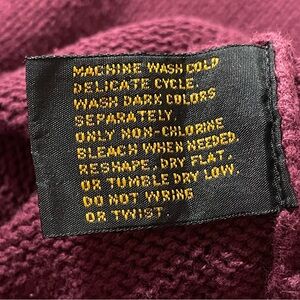 MACHINE WASH COLD
DELICATE CYCLE.
WASH DARK COLORS
SEPARATELY.
ONLY NON-CHLORINE
BLEACH WHEN NEEDED.
RESHAPE, DRY FLAT,
OR TUMBLE DRY LOW.
DO NOT WRING
OR TWIST.